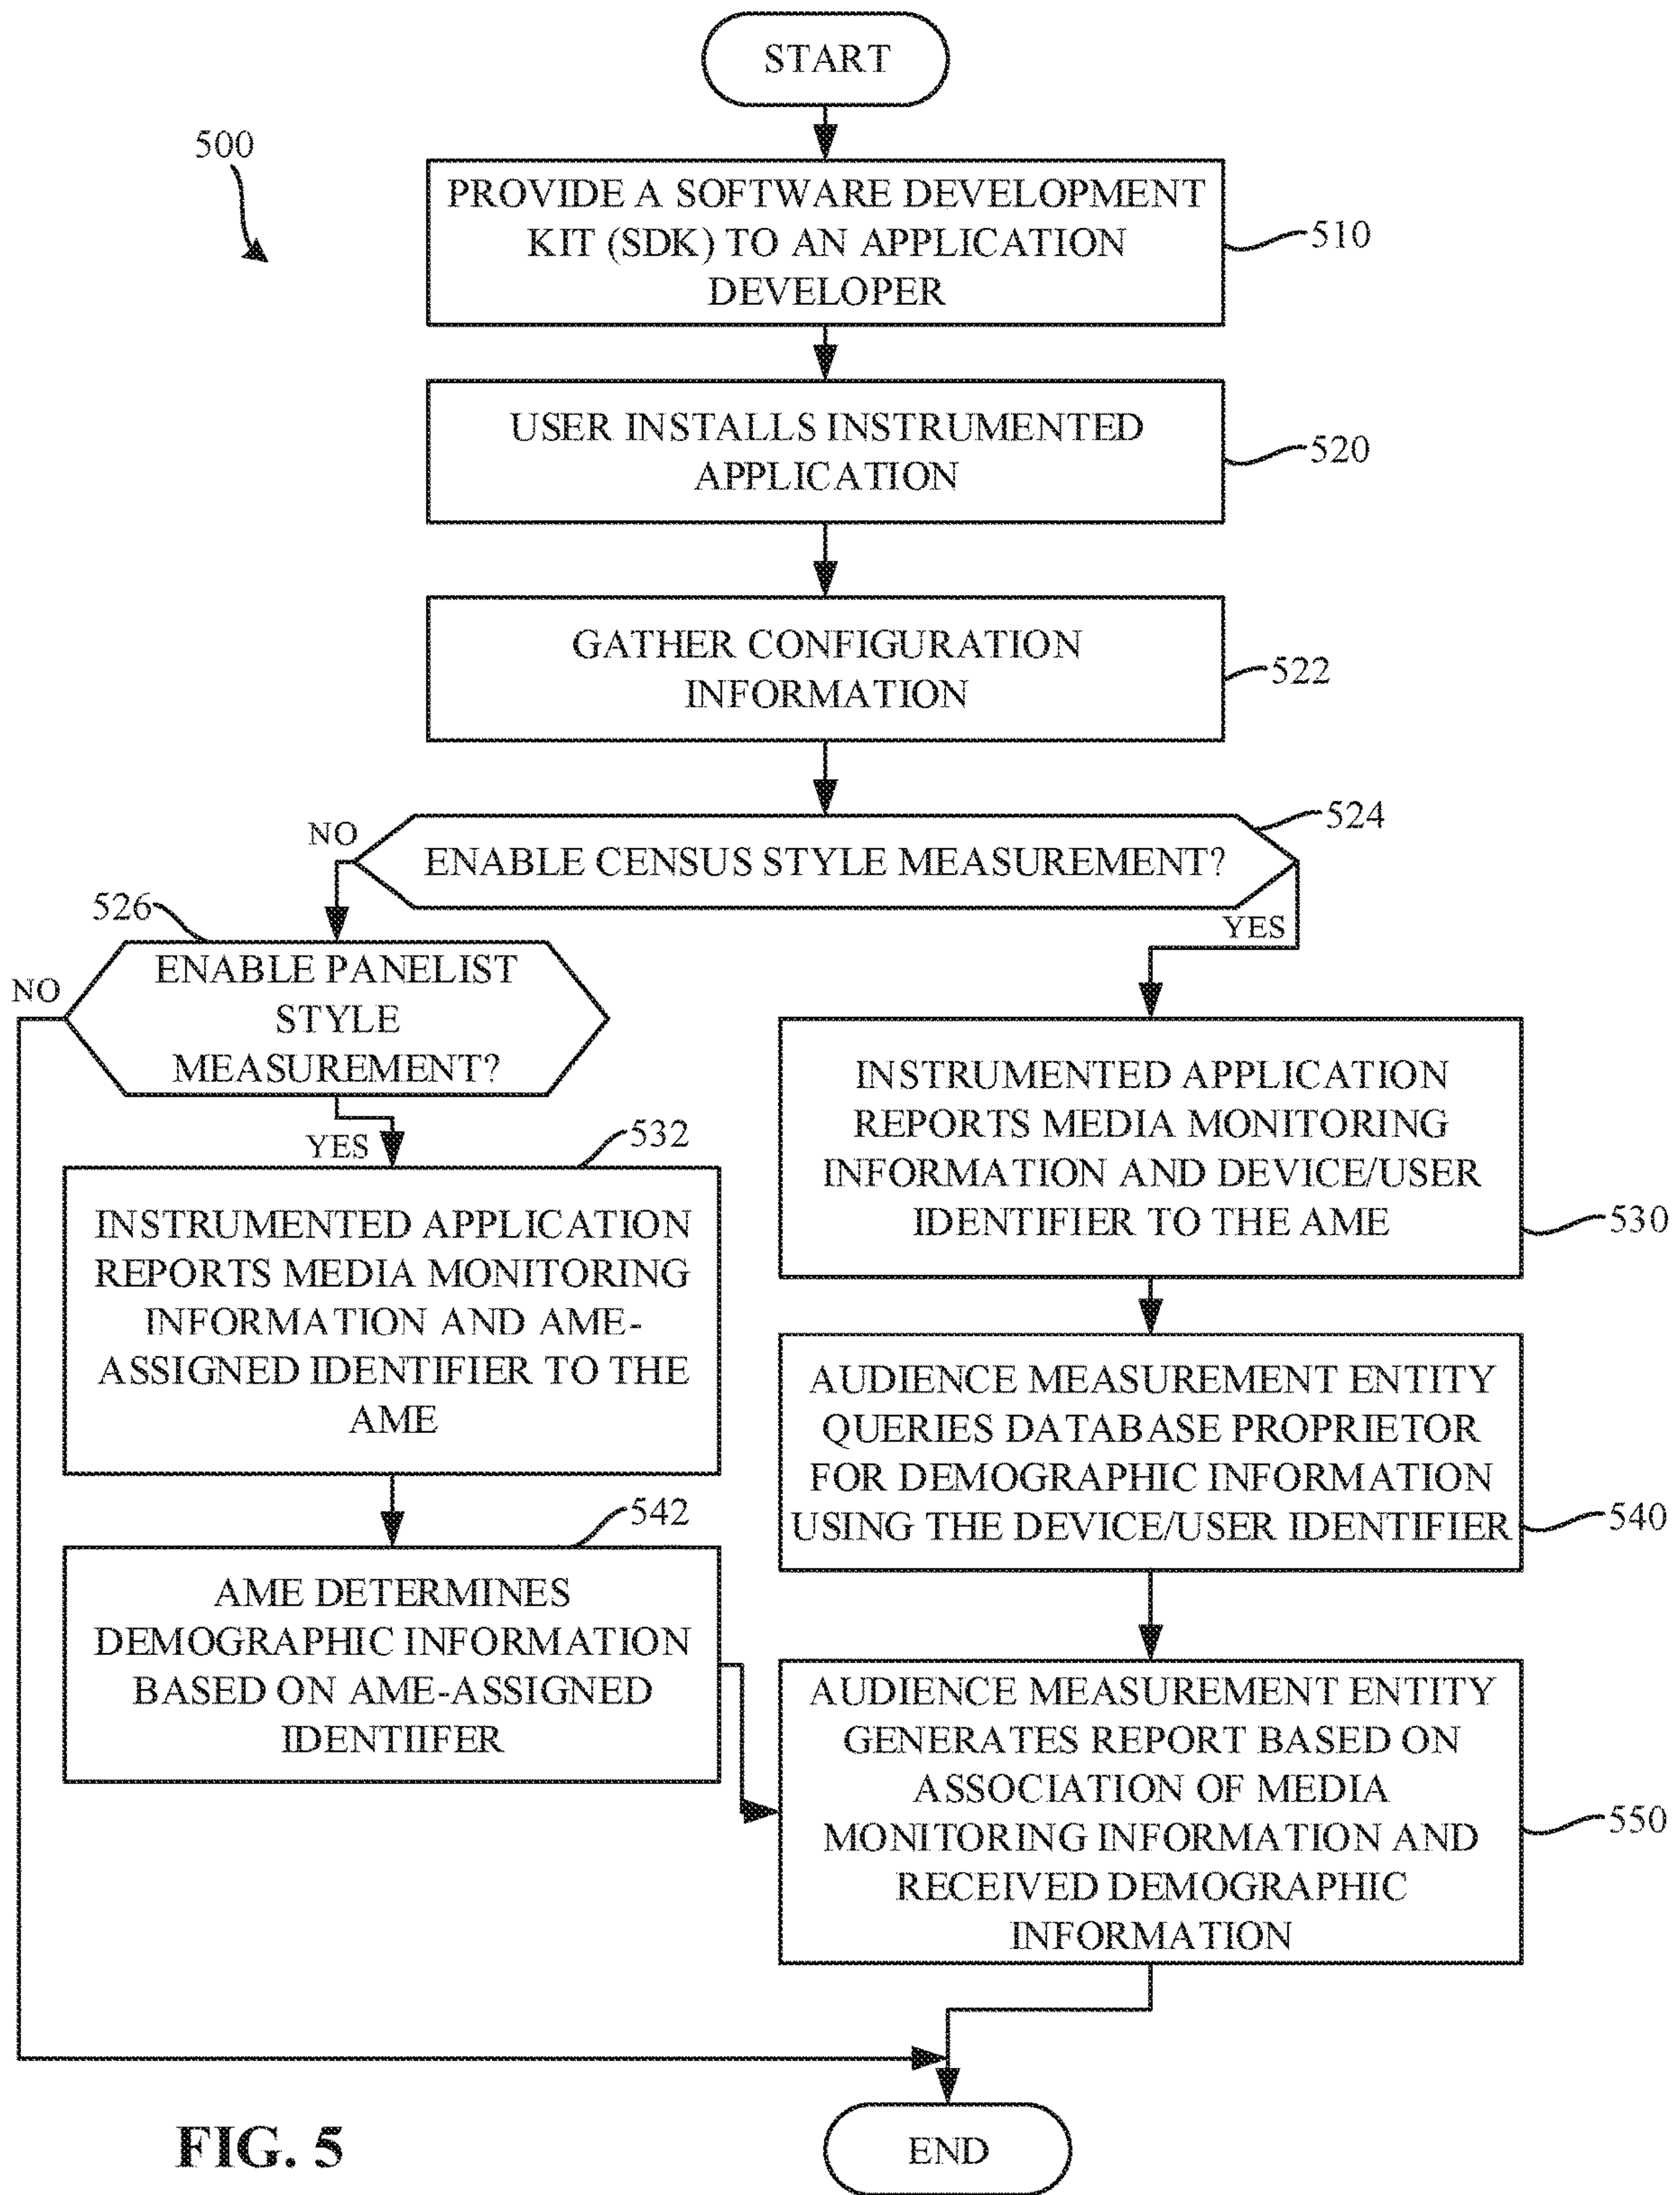 START
500
PROVIDE A SOFTWARE DEVELOPMENT
KIT (SDK) TO AN APPLICATION
DEVELOPER
510
USER INSTALLS INSTRUMENTED
APPLICATION
520
GATHER CONFIGURATION
INFORMATION
522
ENABLE CENSUS STYLE MEASUREMENT?
524
NO
YES
526
ENABLE PANELIST
STYLE
MEASUREMENT?
NO
YES
532
INSTRUMENTED APPLICATION
REPORTS MEDIA MONITORING
INFORMATION AND AME-
ASSIGNED IDENTIFIER TO THE
AME
542
AME DETERMINES
DEMOGRAPHIC INFORMATION
BASED ON AME-ASSIGNED
IDENTIIFER
INSTRUMENTED APPLICATION
REPORTS MEDIA MONITORING
INFORMATION AND DEVICE/USER
IDENTIFIER TO THE AME
530
AUDIENCE MEASUREMENT ENTITY
QUERIES DATABASE PROPRIETOR
FOR DEMOGRAPHIC INFORMATION
USING THE DEVICE/USER IDENTIFIER
540
AUDIENCE MEASUREMENT ENTITY
GENERATES REPORT BASED ON
ASSOCIATION OF MEDIA
MONITORING INFORMATION AND
RECEIVED DEMOGRAPHIC
INFORMATION
550
END
FIG. 5